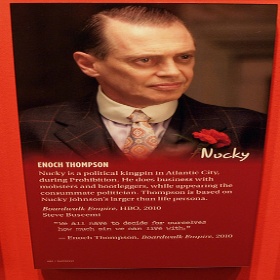 Nucky
ENOCH THOMPSON
Nucky is a political kingpin in Atlantic City,
during Prohibition. He does business with
mobsters and bootleggers, while appearing the
consummate politician. Thompson is based on
Nucky Johnson's larger than life persona.
Boardwalk Empire, HBO, 2010
Steve Buscemi
"We all have to decide for ourselves
how much sin we can live with."
— Enoch Thompson, Boardwalk Empire, 2010